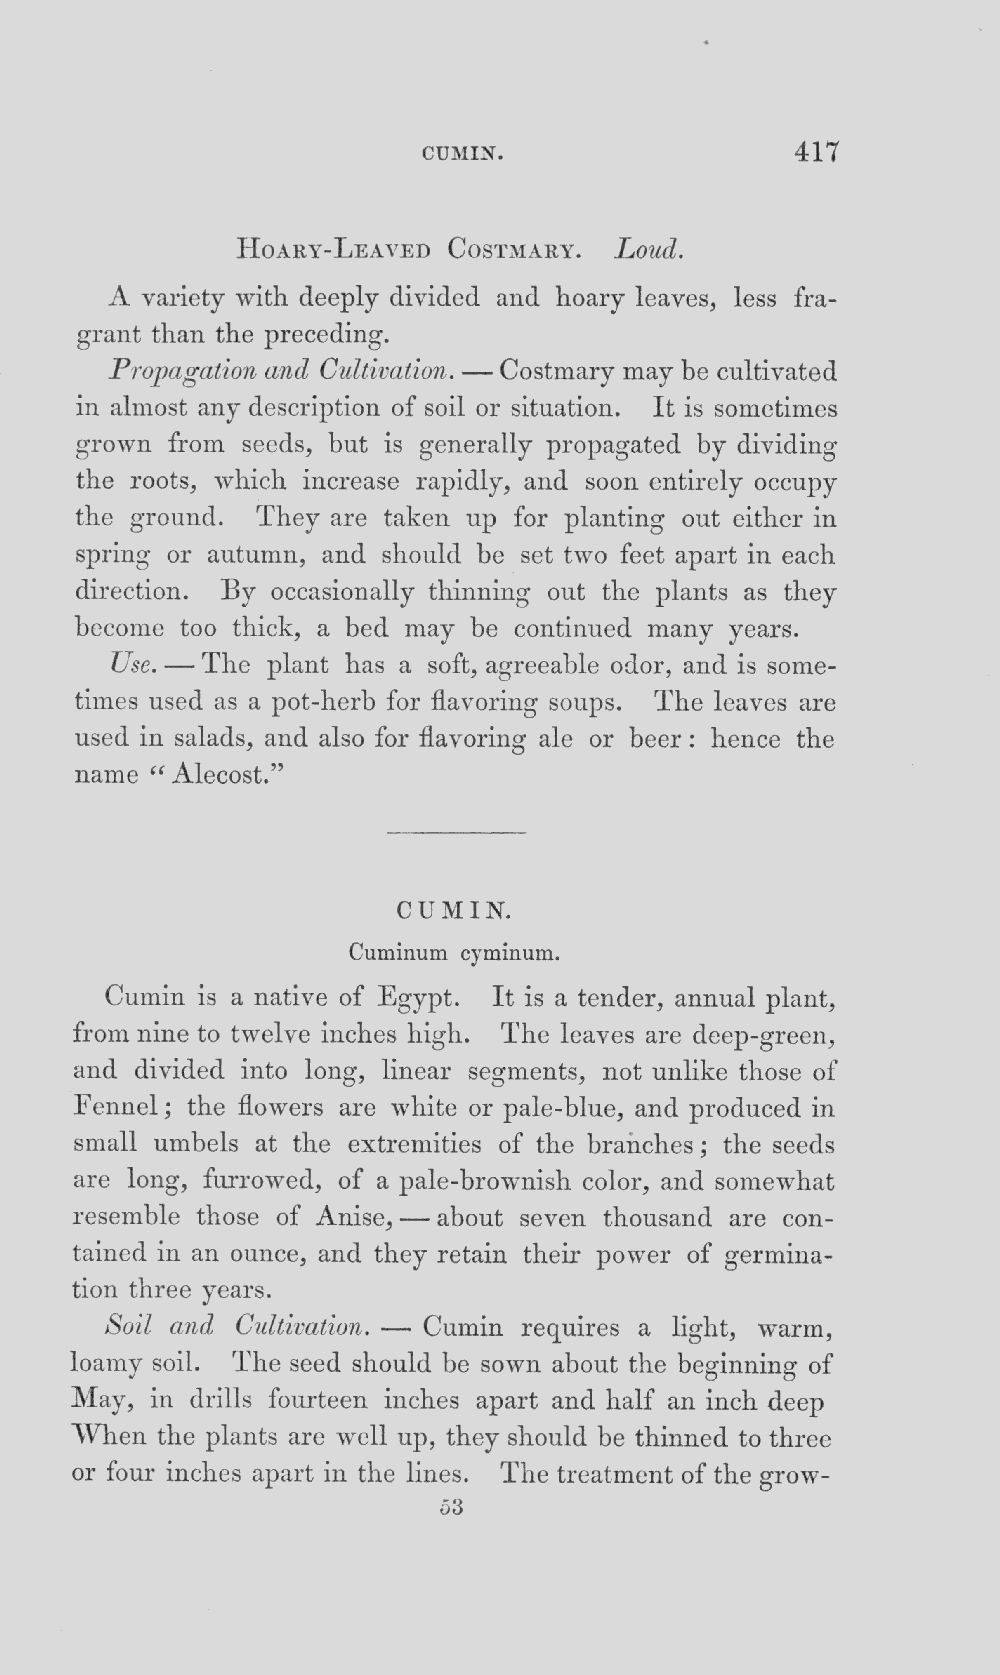 CUMIN. 417
HOARY-LEAVED COSTMARY. Loud.
A variety with deeply divided and hoary leaves, less fra-
grant than the preceding.
Propagation and Cultivation. — Costmary may be cultivated
in almost any description of soil or situation. It is sometimes
grown from seeds, but is generally propagated by dividing
the roots, which increase rapidly, and soon entirely occupy
the ground. They are taken up for planting out either in
spring or autumn, and should be set two feet apart in each
direction. By occasionally thinning out the plants as they
become too thick, a bed may be continued many years.
Use. — The plant has a soft, agreeable odor, and is some-
times used as a pot-herb for flavoring soups. The leaves are
used in salads, and also for flavoring ale or beer: hence the
name “Alecost.”
CUMIN.
Cuminum cyminum.
Cumin is a native of Egypt. It is a tender, annual plant,
from nine to twelve inches high. The leaves are deep-green,
and divided into long, linear segments, not unlike those of
Fennel; the flowers are white or pale-blue, and produced in
small umbels at the extremities of the branches; the seeds
are long, furrowed, of a pale-brownish color, and somewhat
resemble those of Anise, — about seven thousand are con-
tained in an ounce, and they retain their power of germina-
tion three years.
Soil and Cultivation. — Cumin requires a light, warm,
loamy soil. The seed should be sown about the beginning of
May, in drills fourteen inches apart and half an inch deep
When the plants are well up, they should be thinned to three
or four inches apart in the lines. The treatment of the grow-
53